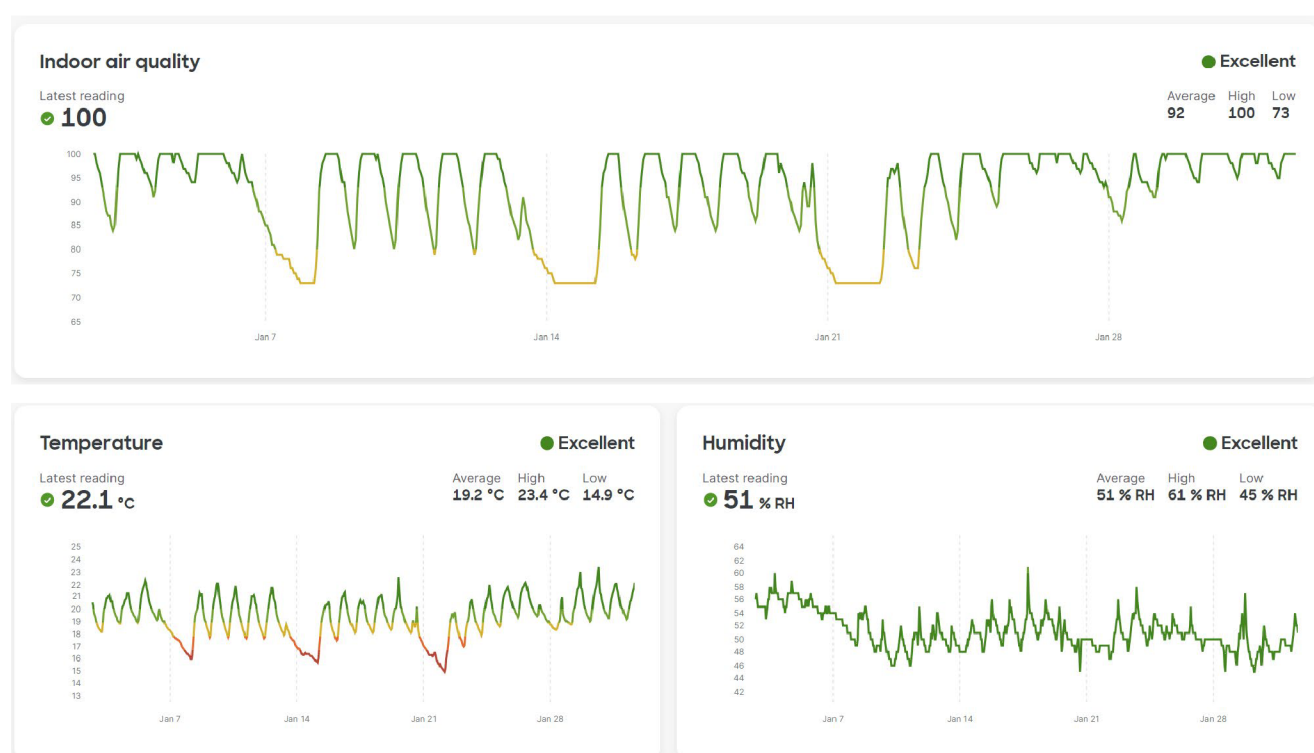 Indoor air quality
Excellent
Latest reading
100
Average High Low
92 100 73
100
95
90
85
80
75
70
65
Jan 7 Jan 14 Jan 21 Jan 28
Temperature
Excellent
Latest reading
22.1 °C
Average High Low
19.2 °C 23.4 °C 14.9 °C
25
24
23
22
21
20
19
18
17
16
15
14
13
Jan 7 Jan 14 Jan 21 Jan 28
Humidity
Excellent
Latest reading
51 % RH
Average High Low
51 % RH 61 % RH 45 % RH
64
62
60
58
56
54
52
50
48
46
44
42
Jan 7 Jan 14 Jan 21 Jan 28